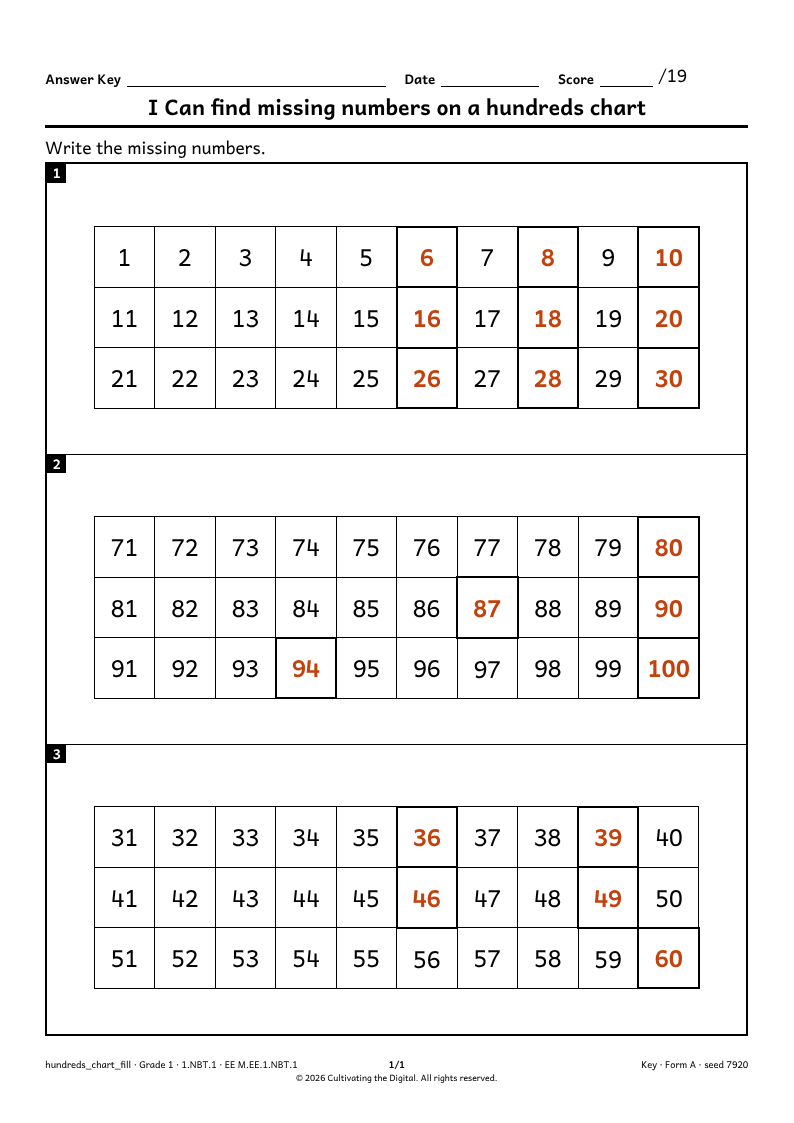 Answer Key Date Score /19
I Can find missing numbers on a hundreds chart
Write the missing numbers.
1
1 2 3 4 5 6 7 8 9 10
11 12 13 14 15 16 17 18 19 20
21 22 23 24 25 26 27 28 29 30
2
71 72 73 74 75 76 77 78 79 80
81 82 83 84 85 86 87 88 89 90
91 92 93 94 95 96 97 98 99 100
3
31 32 33 34 35 36 37 38 39 40
41 42 43 44 45 46 47 48 49 50
51 52 53 54 55 56 57 58 59 60
hundreds_chart_fill · Grade 1 · 1.NBT.1 · EE M.EE.1.NBT.1 1/1 Key · Form A · seed 7920
© 2026 Cultivating the Digital. All rights reserved.